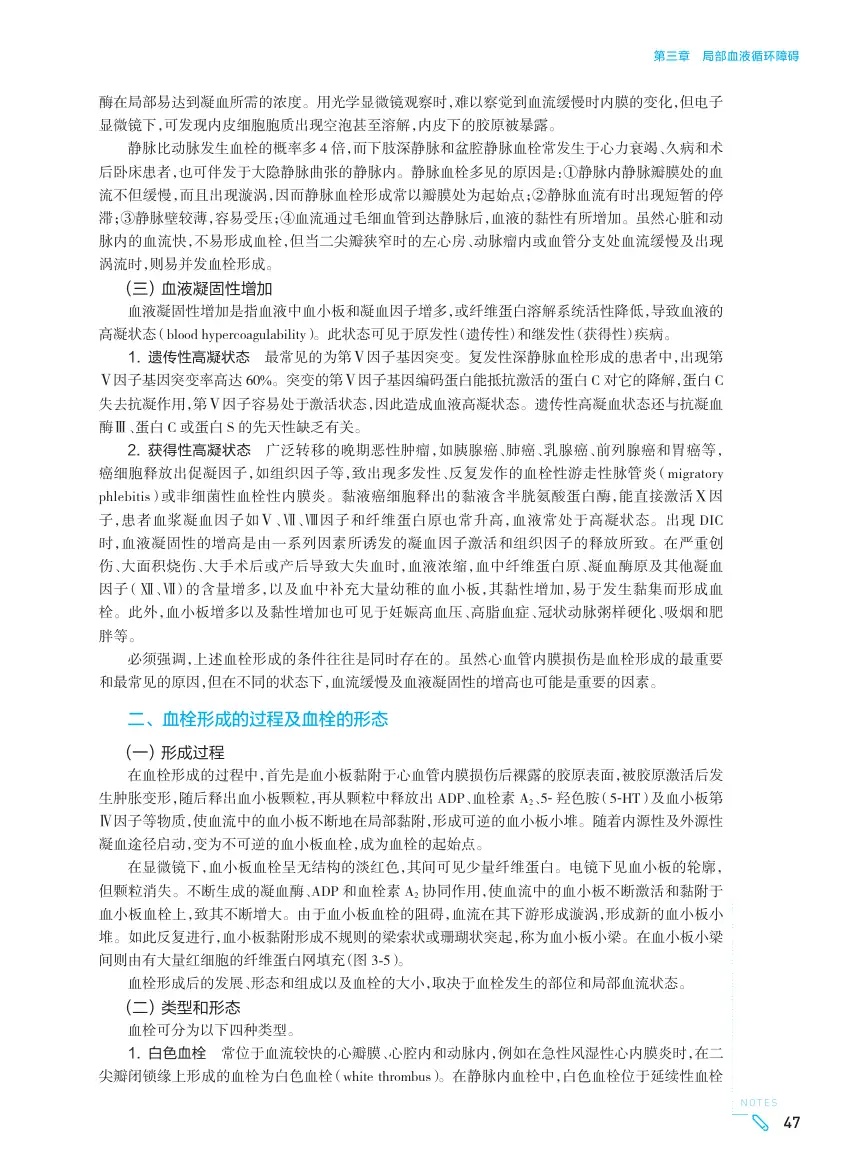 第三章　局部血液循环障碍
酶在局部易达到凝血所需的浓度。用光学显微镜观察时,难以察觉到血流缓慢时内膜的变化,但电子
显微镜下,可发现内皮细胞胞质出现空泡甚至溶解,内皮下的胶原被暴露。
静脉比动脉发生血栓的概率多 4 倍,而下肢深静脉和盆腔静脉血栓常发生于心力衰竭、久病和术
后卧床患者,也可伴发于大隐静脉曲张的静脉内。静脉血栓多见的原因是:①静脉内静脉瓣膜处的血
流不但缓慢,而且出现漩涡,因而静脉血栓形成常以瓣膜处为起始点;②静脉血流有时出现短暂的停
滞;③静脉壁较薄,容易受压;④血流通过毛细血管到达静脉后,血液的黏性有所增加。虽然心脏和动
脉内的血流快,不易形成血栓,但当二尖瓣狭窄时的左心房、动脉瘤内或血管分支处血流缓慢及出现
涡流时,则易并发血栓形成。
（三）血液凝固性增加
血液凝固性增加是指血液中血小板和凝血因子增多,或纤维蛋白溶解系统活性降低,导致血液的
高凝状态(blood hypercoagulability)。此状态可见于原发性(遗传性)和继发性(获得性)疾病。
1. 遗传性高凝状态　最常见的为第Ⅴ因子基因突变。复发性深静脉血栓形成的患者中,出现第
Ⅴ因子基因突变率高达 60%。突变的第Ⅴ因子基因编码蛋白能抵抗激活的蛋白 C 对它的降解,蛋白 C
失去抗凝作用,第Ⅴ因子容易处于激活状态,因此造成血液高凝状态。遗传性高凝血状态还与抗凝血
酶Ⅲ、蛋白 C 或蛋白 S 的先天性缺乏有关。
2. 获得性高凝状态　广泛转移的晚期恶性肿瘤,如胰腺癌、肺癌、乳腺癌、前列腺癌和胃癌等,
癌细胞释放出促凝因子,如组织因子等,致出现多发性、反复发作的血栓性游走性脉管炎(migratory
phlebitis)或非细菌性血栓性内膜炎。黏液癌细胞释出的黏液含半胱氨酸蛋白酶,能直接激活Ⅹ因
子,患者血浆凝血因子如Ⅴ、Ⅶ、Ⅷ因子和纤维蛋白原也常升高,血液常处于高凝状态。出现 DIC
时,血液凝固性的增高是由一系列因素所诱发的凝血因子激活和组织因子的释放所致。在严重创
伤、大面积烧伤、大手术后或产后导致大失血时,血液浓缩,血中纤维蛋白原、凝血酶原及其他凝血
因子(Ⅻ、Ⅶ)的含量增多,以及血中补充大量幼稚的血小板,其黏性增加,易于发生黏集而形成血
栓。此外,血小板增多以及黏性增加也可见于妊娠高血压、高脂血症、冠状动脉粥样硬化、吸烟和肥
胖等。
必须强调,上述血栓形成的条件往往是同时存在的。虽然心血管内膜损伤是血栓形成的最重要
和最常见的原因,但在不同的状态下,血流缓慢及血液凝固性的增高也可能是重要的因素。
二、血栓形成的过程及血栓的形态
（一）形成过程
在血栓形成的过程中,首先是血小板黏附于心血管内膜损伤后裸露的胶原表面,被胶原激活后发
生肿胀变形,随后释出血小板颗粒,再从颗粒中释放出 ADP、血栓素 A₂、5- 羟色胺(5-HT)及血小板第
Ⅳ因子等物质,使血流中的血小板不断地在局部黏附,形成可逆的血小板小堆。随着内源性及外源性
凝血途径启动,变为不可逆的血小板血栓,成为血栓的起始点。
在显微镜下,血小板血栓呈无结构的淡红色,其间可见少量纤维蛋白。电镜下见血小板的轮廓,
但颗粒消失。不断生成的凝血酶、ADP 和血栓素 A₂ 协同作用,使血流中的血小板不断激活和黏附于
血小板血栓上,致其不断增大。由于血小板血栓的阻碍,血流在其下游形成漩涡,形成新的血小板小
堆。如此反复进行,血小板黏附形成不规则的梁索状或珊瑚状突起,称为血小板小梁。在血小板小梁
间则由有大量红细胞的纤维蛋白网填充(图 3-5)。
血栓形成后的发展、形态和组成以及血栓的大小,取决于血栓发生的部位和局部血流状态。
（二）类型和形态
血栓可分为以下四种类型。
1. 白色血栓　常位于血流较快的心瓣膜、心腔内和动脉内,例如在急性风湿性心内膜炎时,在二
尖瓣闭锁缘上形成的血栓为白色血栓(white thrombus)。在静脉内血栓中,白色血栓位于延续性血栓
NOTES
47